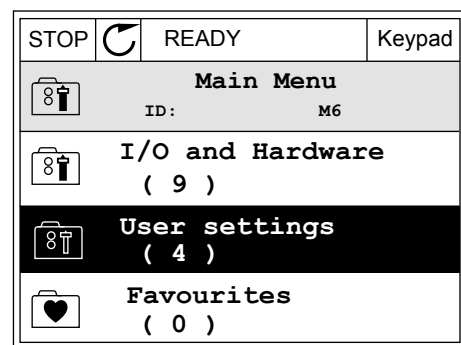 STOP READY Keypad
Main Menu
ID: M6
I/O and Hardware
( 9 )
User settings
( 4 )
Favourites
( 0 )